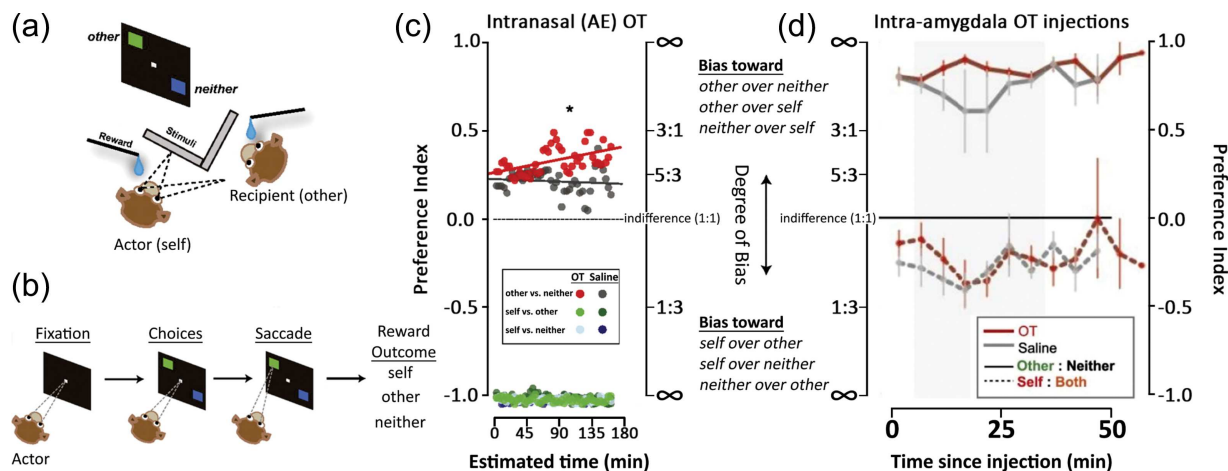 (a)
other
neither
Stimuli
Reward
Recipient (other)
Actor (self)
(b)
Fixation
Choices
Saccade
Reward
Outcome
self
other
neither
Actor
(c)
Intranasal (AE) OT
Preference Index
1.0
0.5
0.0
-0.5
-1.0
*
indifference (1:1)
OT Saline
other vs. neither
self vs. other
self vs. neither
0 45 90 135 180
Estimated time (min)
∞
3:1
5:3
1:3
∞
Bias toward
other over neither
other over self
neither over self
Degree of Bias
Bias toward
self over other
self over neither
neither over other
(d)
Intra-amygdala OT injections
∞
3:1
5:3
indifference (1:1)
1:3
∞
OT
Saline
Other : Neither
Self : Both
0 25 50
Time since injection (min)
1.0
0.5
0.0
-0.5
-1.0
Preference Index